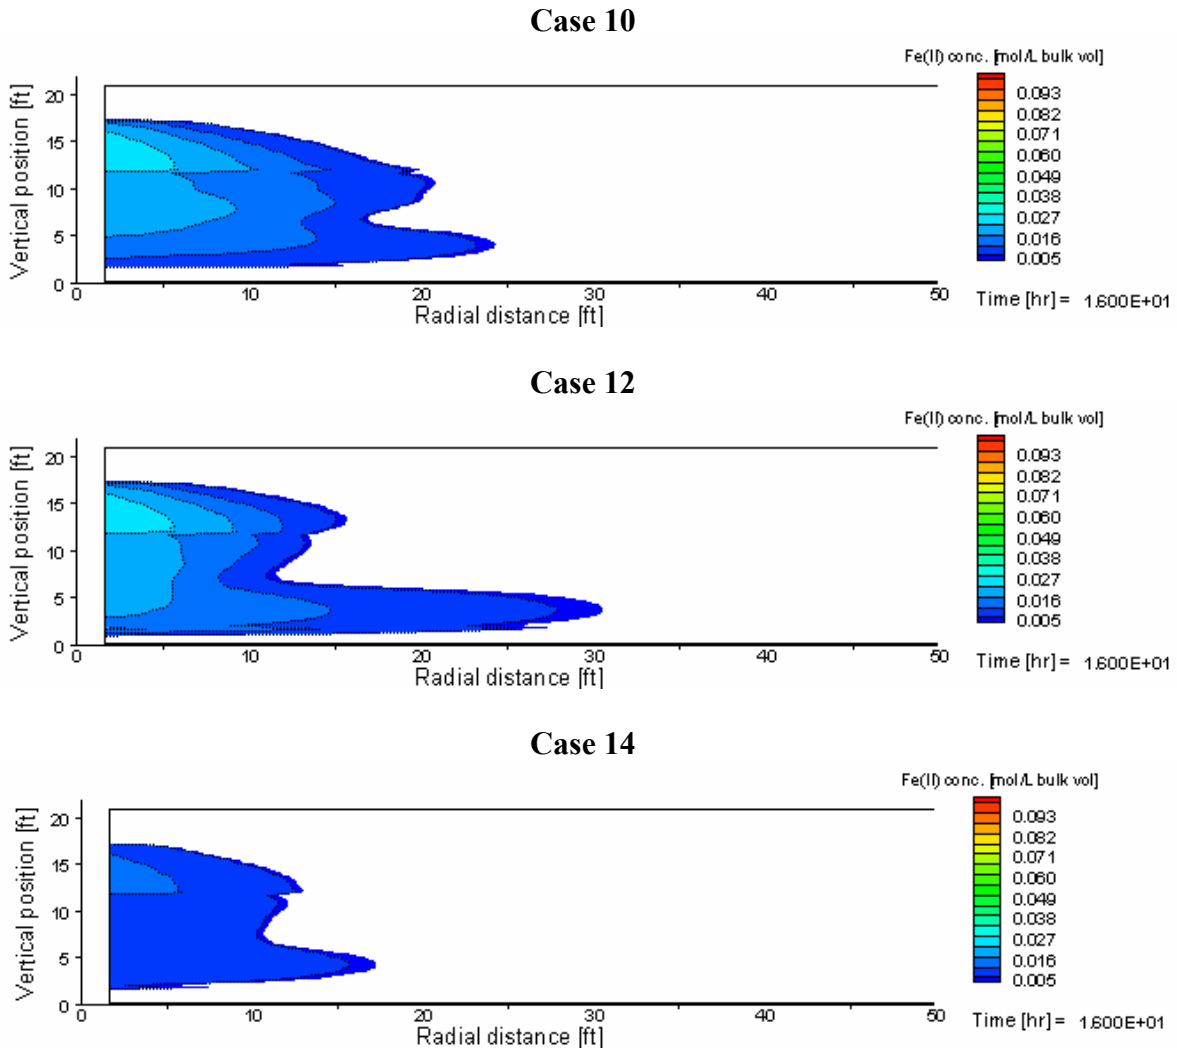 Case 10
Fe(II) conc. [mol/L bulk vol]
Vertical position [ft]
20
15
10
5
0
0.093
0.082
0.071
0.060
0.049
0.038
0.027
0.016
0.005
0 10 20 30 40 50
Radial distance [ft]
Time [hr] = 1.600E+01
Case 12
Fe(II) conc. [mol/L bulk vol]
Vertical position [ft]
20
15
10
5
0
0.093
0.082
0.071
0.060
0.049
0.038
0.027
0.016
0.005
0 10 20 30 40 50
Radial distance [ft]
Time [hr] = 1.600E+01
Case 14
Fe(II) conc. [mol/L bulk vol]
Vertical position [ft]
20
15
10
5
0
0.093
0.082
0.071
0.060
0.049
0.038
0.027
0.016
0.005
0 10 20 30 40 50
Radial distance [ft]
Time [hr] = 1.600E+01